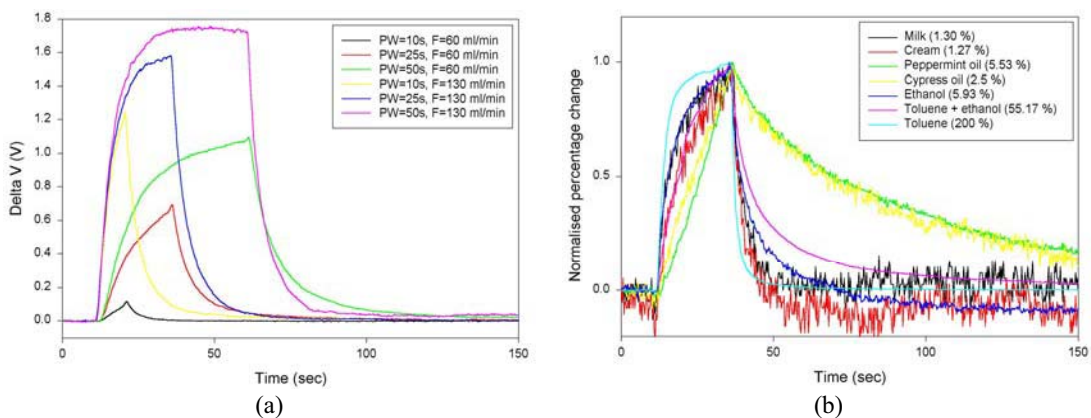 1.8
1.6
1.4
1.2
1.0
0.8
0.6
0.4
0.2
0.0
Delta V (V)
PW=10s, F=60 ml/min
PW=25s, F=60 ml/min
PW=50s, F=60 ml/min
PW=10s, F=130 ml/min
PW=25s, F=130 ml/min
PW=50s, F=130 ml/min
0 50 100 150
Time (sec)
(a)
1.0
0.5
0.0
Normalised percentage change
Milk (1.30 %)
Cream (1.27 %)
Peppermint oil (5.53 %)
Cypress oil (2.5 %)
Ethanol (5.93 %)
Toluene + ethanol (55.17 %)
Toluene (200 %)
0 50 100 150
Time (sec)
(b)